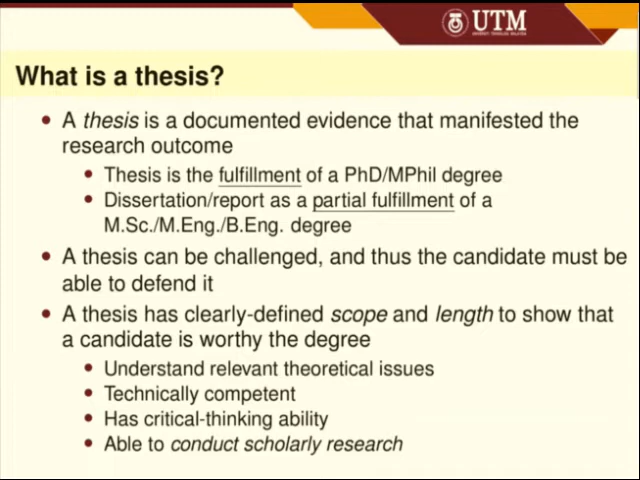 UTM
UNIVERSITI TEKNOLOGI MALAYSIA
What is a thesis?
• A thesis is a documented evidence that manifested the
research outcome
• Thesis is the fulfillment of a PhD/MPhil degree
• Dissertation/report as a partial fulfillment of a
M.Sc./M.Eng./B.Eng. degree
• A thesis can be challenged, and thus the candidate must be
able to defend it
• A thesis has clearly-defined scope and length to show that
a candidate is worthy the degree
• Understand relevant theoretical issues
• Technically competent
• Has critical-thinking ability
• Able to conduct scholarly research